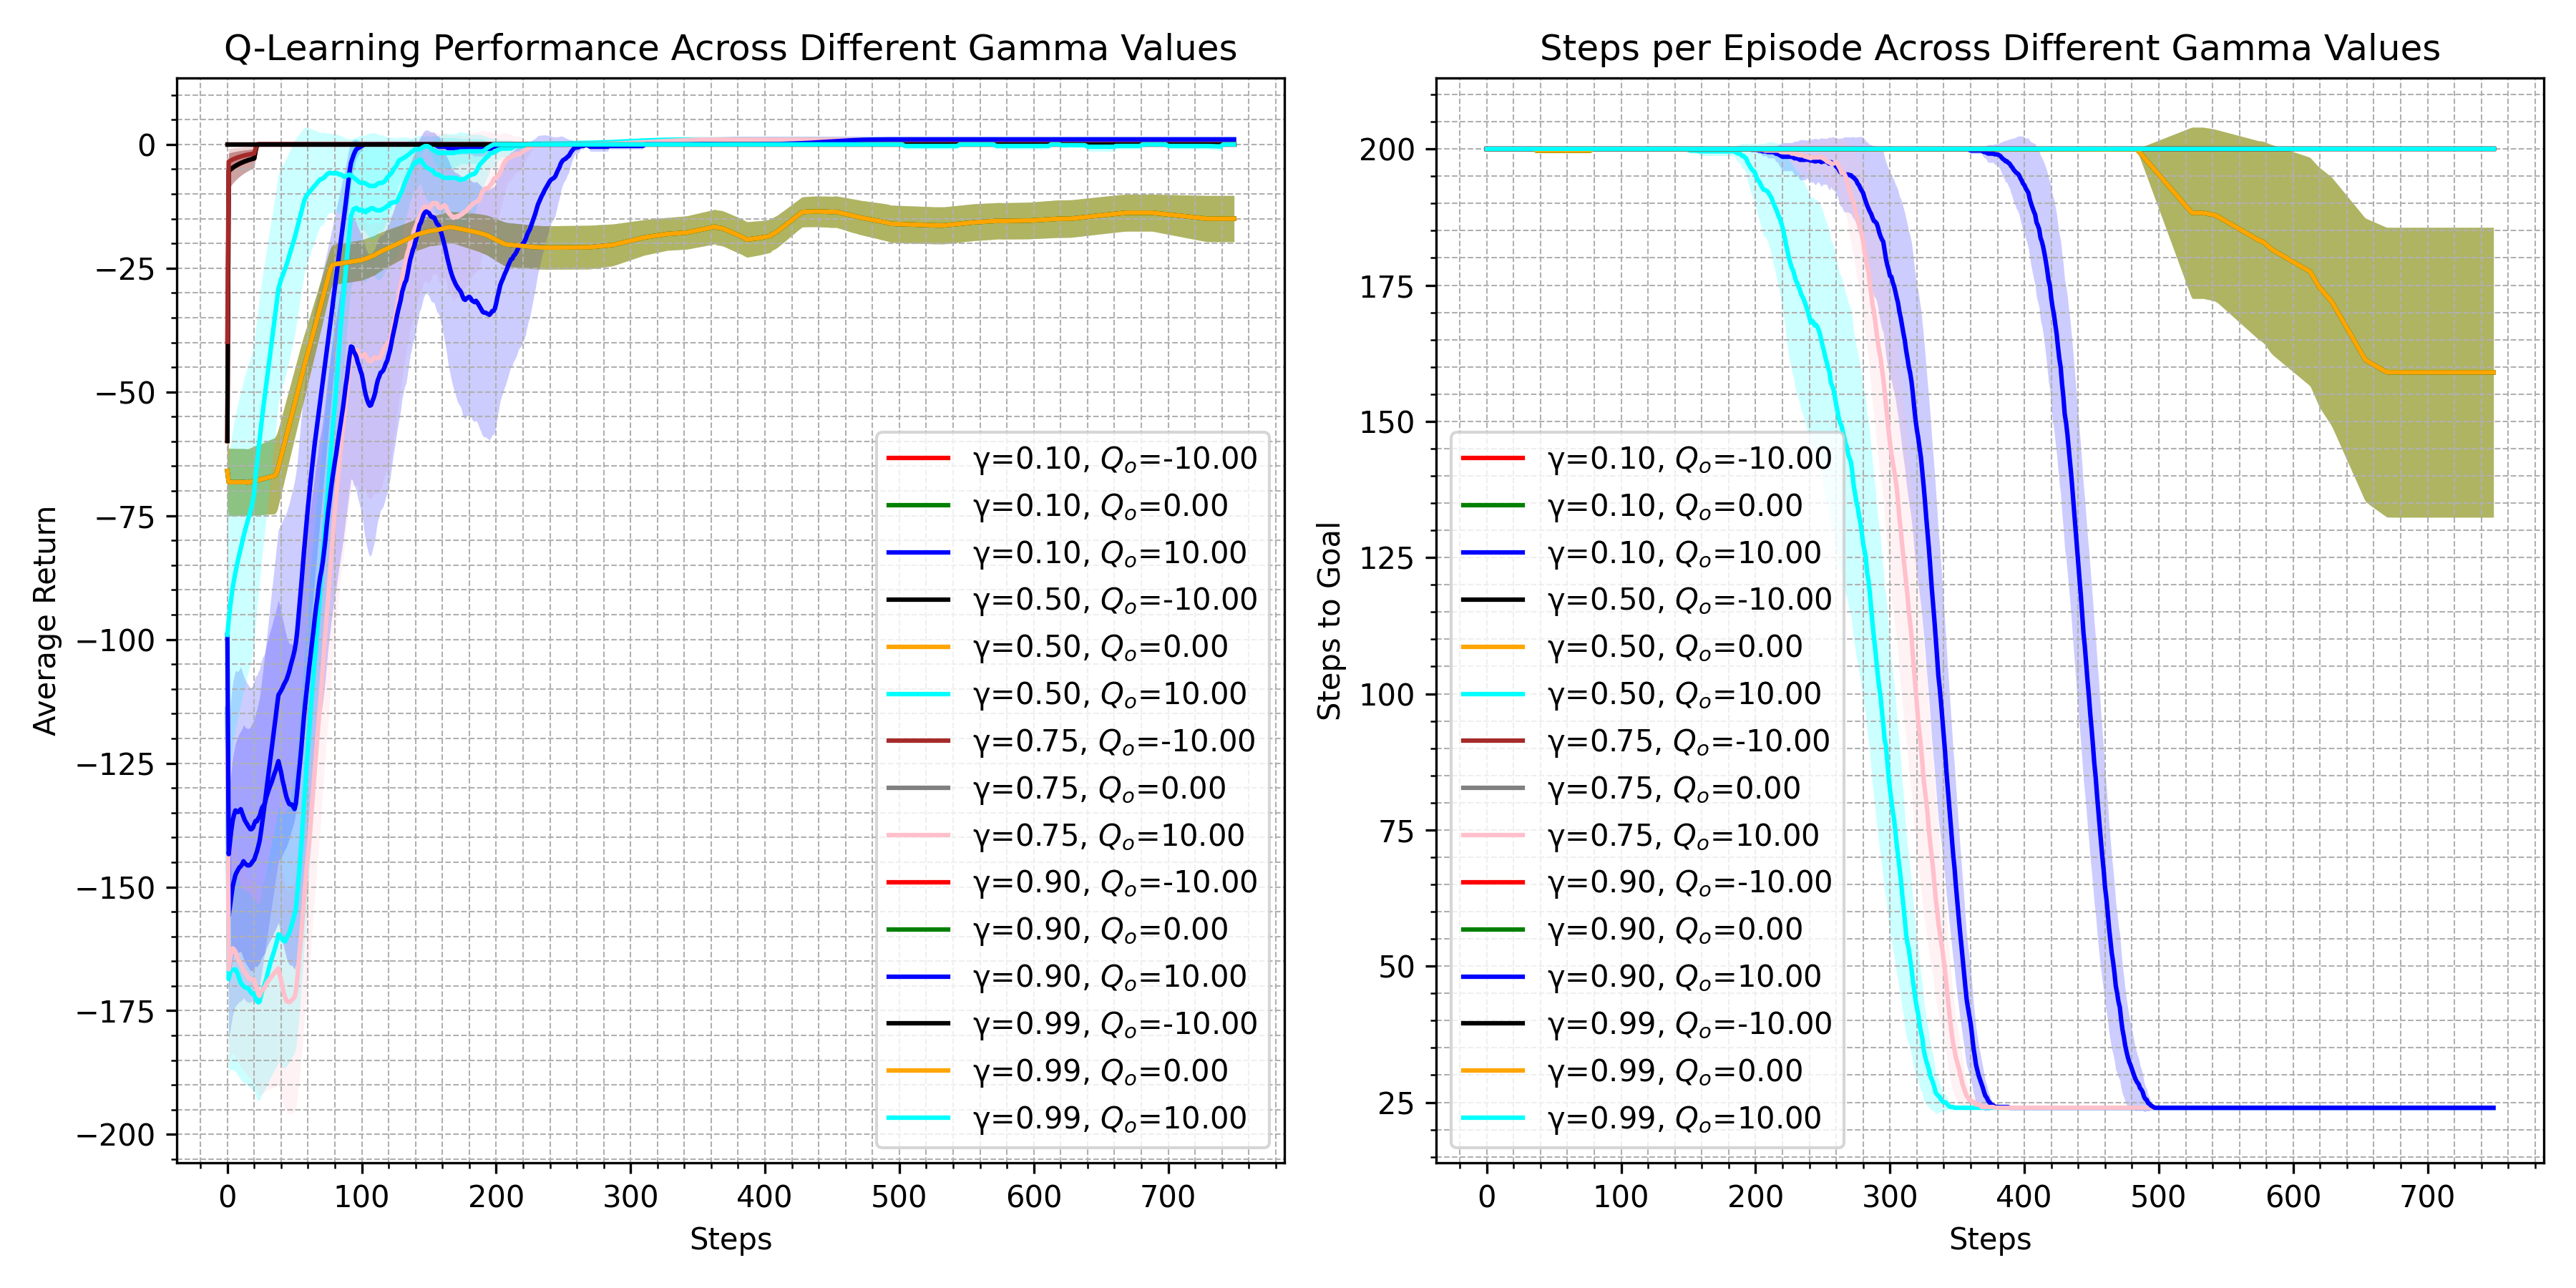 Q-Learning Performance Across Different Gamma Values
Average Return
0
−25
−50
−75
−100
−125
−150
−175
−200
γ=0.10, Qₒ=-10.00
γ=0.10, Qₒ=0.00
γ=0.10, Qₒ=10.00
γ=0.50, Qₒ=-10.00
γ=0.50, Qₒ=0.00
γ=0.50, Qₒ=10.00
γ=0.75, Qₒ=-10.00
γ=0.75, Qₒ=0.00
γ=0.75, Qₒ=10.00
γ=0.90, Qₒ=-10.00
γ=0.90, Qₒ=0.00
γ=0.90, Qₒ=10.00
γ=0.99, Qₒ=-10.00
γ=0.99, Qₒ=0.00
γ=0.99, Qₒ=10.00
0 100 200 300 400 500 600 700
Steps
Steps per Episode Across Different Gamma Values
Steps to Goal
200
175
150
125
100
75
50
25
γ=0.10, Qₒ=-10.00
γ=0.10, Qₒ=0.00
γ=0.10, Qₒ=10.00
γ=0.50, Qₒ=-10.00
γ=0.50, Qₒ=0.00
γ=0.50, Qₒ=10.00
γ=0.75, Qₒ=-10.00
γ=0.75, Qₒ=0.00
γ=0.75, Qₒ=10.00
γ=0.90, Qₒ=-10.00
γ=0.90, Qₒ=0.00
γ=0.90, Qₒ=10.00
γ=0.99, Qₒ=-10.00
γ=0.99, Qₒ=0.00
γ=0.99, Qₒ=10.00
0 100 200 300 400 500 600 700
Steps